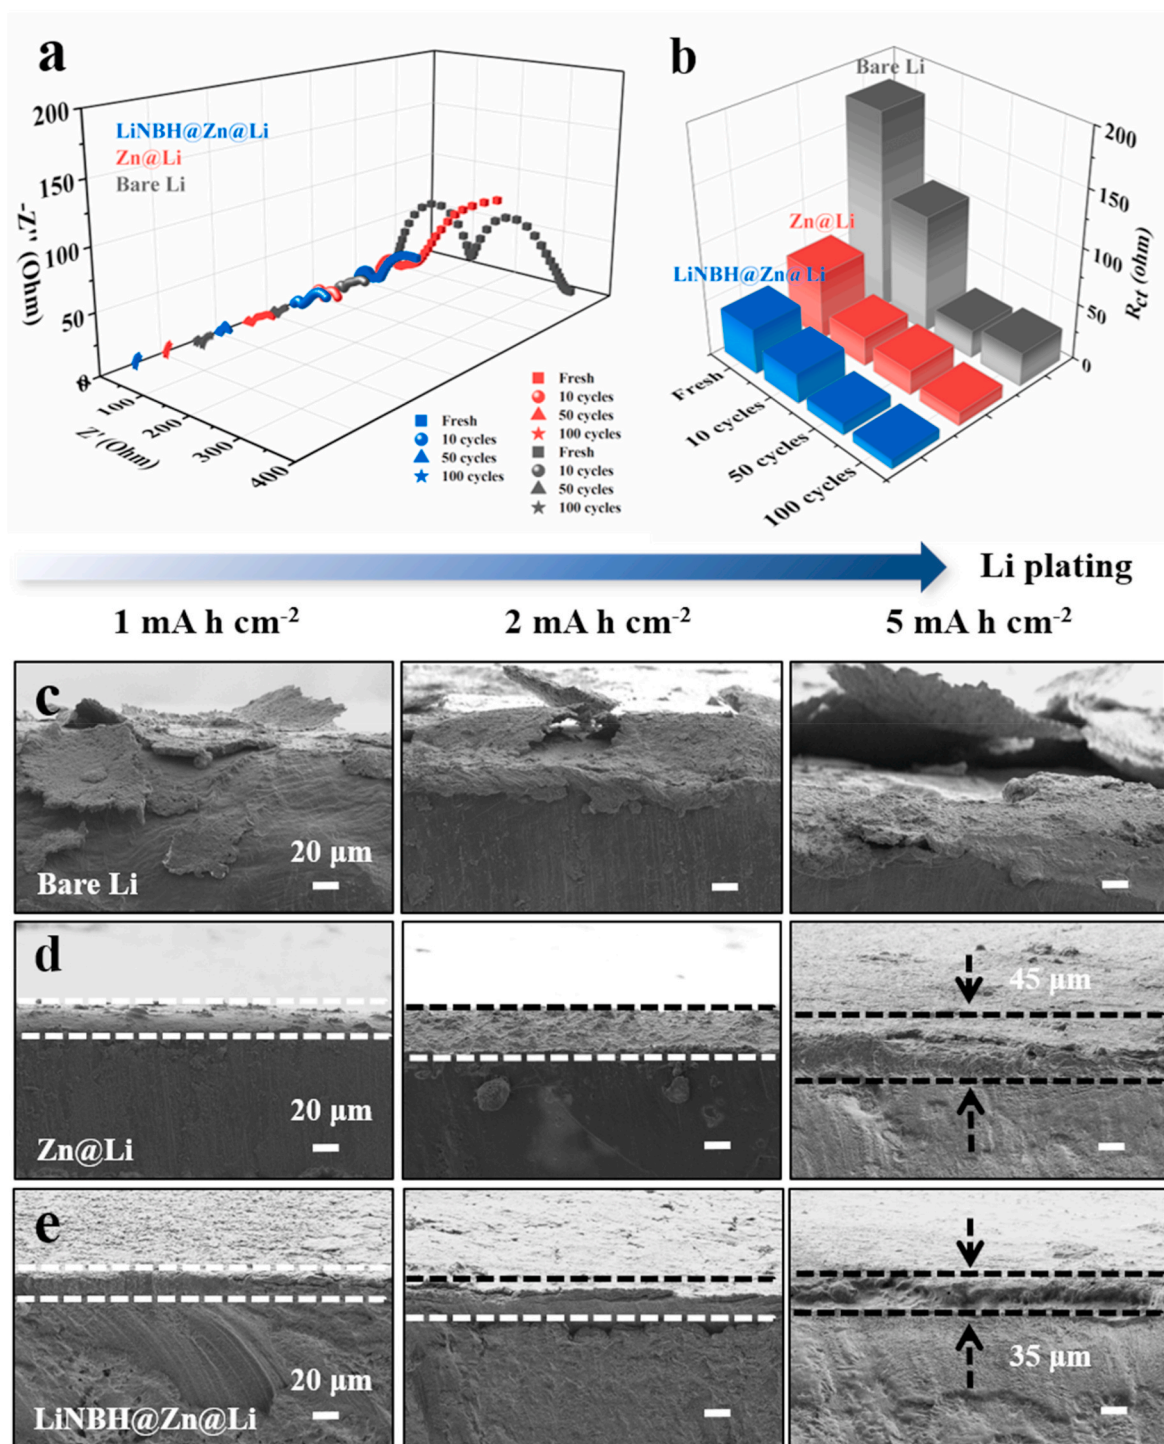 a
200
150
100
50
0
-Z'' (Ohm)
0
100
200
300
400
Z' (Ohm)
LiNBH@Zn@Li
Zn@Li
Bare Li
Fresh
10 cycles
50 cycles
100 cycles
Fresh
10 cycles
50 cycles
100 cycles
Fresh
10 cycles
50 cycles
100 cycles
b
Bare Li
Zn@Li
LiNBH@Zn@Li
200
150
100
50
0
Rct (ohm)
Fresh
10 cycles
50 cycles
100 cycles
Li plating
1 mA h cm-2
2 mA h cm-2
5 mA h cm-2
c
20 μm
Bare Li
d
45 μm
20 μm
Zn@Li
e
35 μm
20 μm
LiNBH@Zn@Li